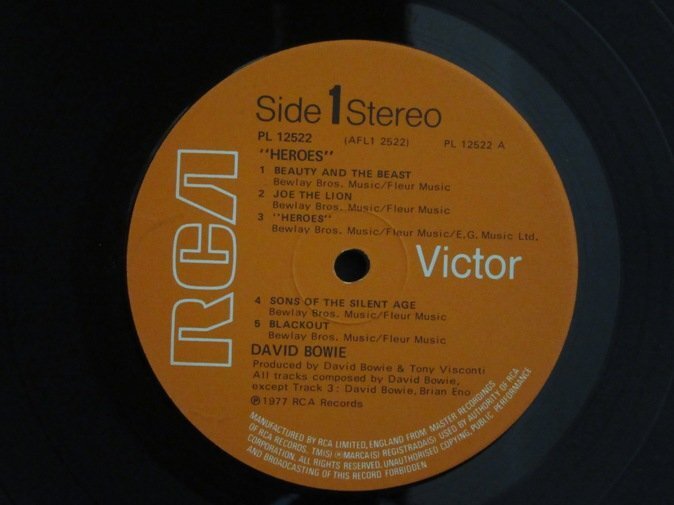 Side 1 Stereo
PL 12522 (AFL1 2522) PL 12522 A
"HEROES"
1 BEAUTY AND THE BEAST
Bewlay Bros. Music/Fleur Music
2 JOE THE LION
Bewlay Bros. Music/Fleur Music
3 "HEROES"
Bewlay Bros. Music/Fleur Music/E.G. Music Ltd.
RCA
Victor
4 SONS OF THE SILENT AGE
Bewlay Bros. Music/Fleur Music
5 BLACKOUT
Bewlay Bros. Music/Fleur Music
DAVID BOWIE
Produced by David Bowie & Tony Visconti
All tracks composed by David Bowie,
except Track 3: David Bowie, Brian Eno
℗1977 RCA Records
MANUFACTURED BY RCA LIMITED, ENGLAND FROM MASTER RECORDINGS
OF RCA RECORDS. TM(S) ® MARCA(S) REGISTRADA(S) USED BY AUTHORITY OF RCA
CORPORATION. ALL RIGHTS RESERVED. UNAUTHORISED COPYING, PUBLIC PERFORMANCE
AND BROADCASTING OF THIS RECORD FORBIDDEN